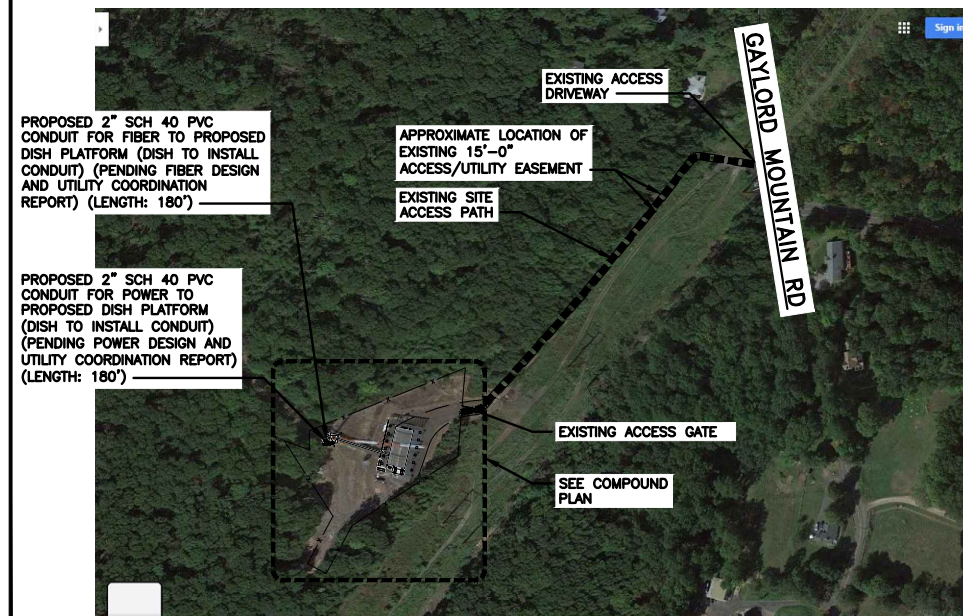 Sign in
GAYLORD MOUNTAIN RD
EXISTING ACCESS
DRIVEWAY
PROPOSED 2" SCH 40 PVC
CONDUIT FOR FIBER TO PROPOSED
DISH PLATFORM (DISH TO INSTALL
CONDUIT) (PENDING FIBER DESIGN
AND UTILITY COORDINATION
REPORT) (LENGTH: 180')
APPROXIMATE LOCATION OF
EXISTING 15'-0"
ACCESS/UTILITY EASEMENT
EXISTING SITE
ACCESS PATH
PROPOSED 2" SCH 40 PVC
CONDUIT FOR POWER TO
PROPOSED DISH PLATFORM
(DISH TO INSTALL CONDUIT)
(PENDING POWER DESIGN AND
UTILITY COORDINATION REPORT)
(LENGTH: 180')
EXISTING ACCESS GATE
SEE COMPOUND
PLAN